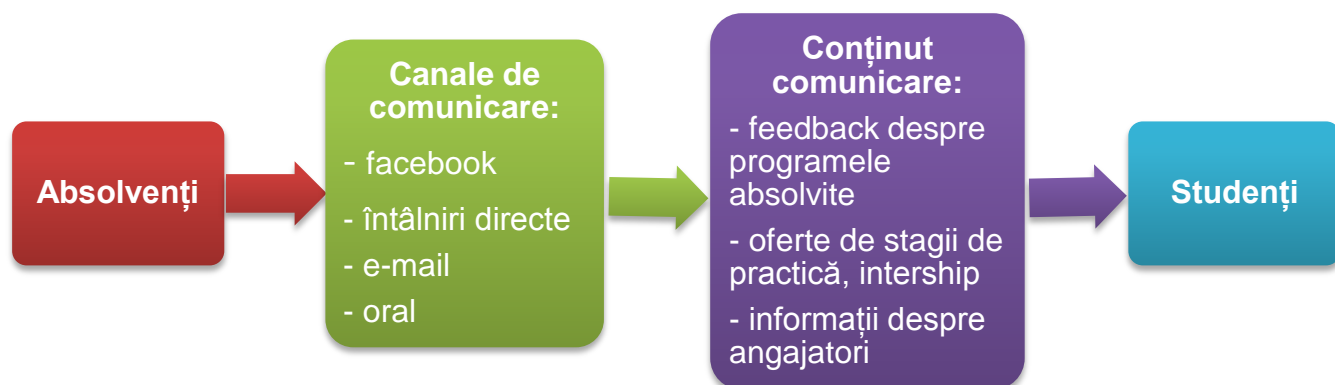 Absolvenți
Canale de
comunicare:
- facebook
- întâlniri directe
- e-mail
- oral
Conținut
comunicare:
- feedback despre
programele
absolvite
- oferte de stagii de
practică, intership
- informații despre
angajatori
Studenți